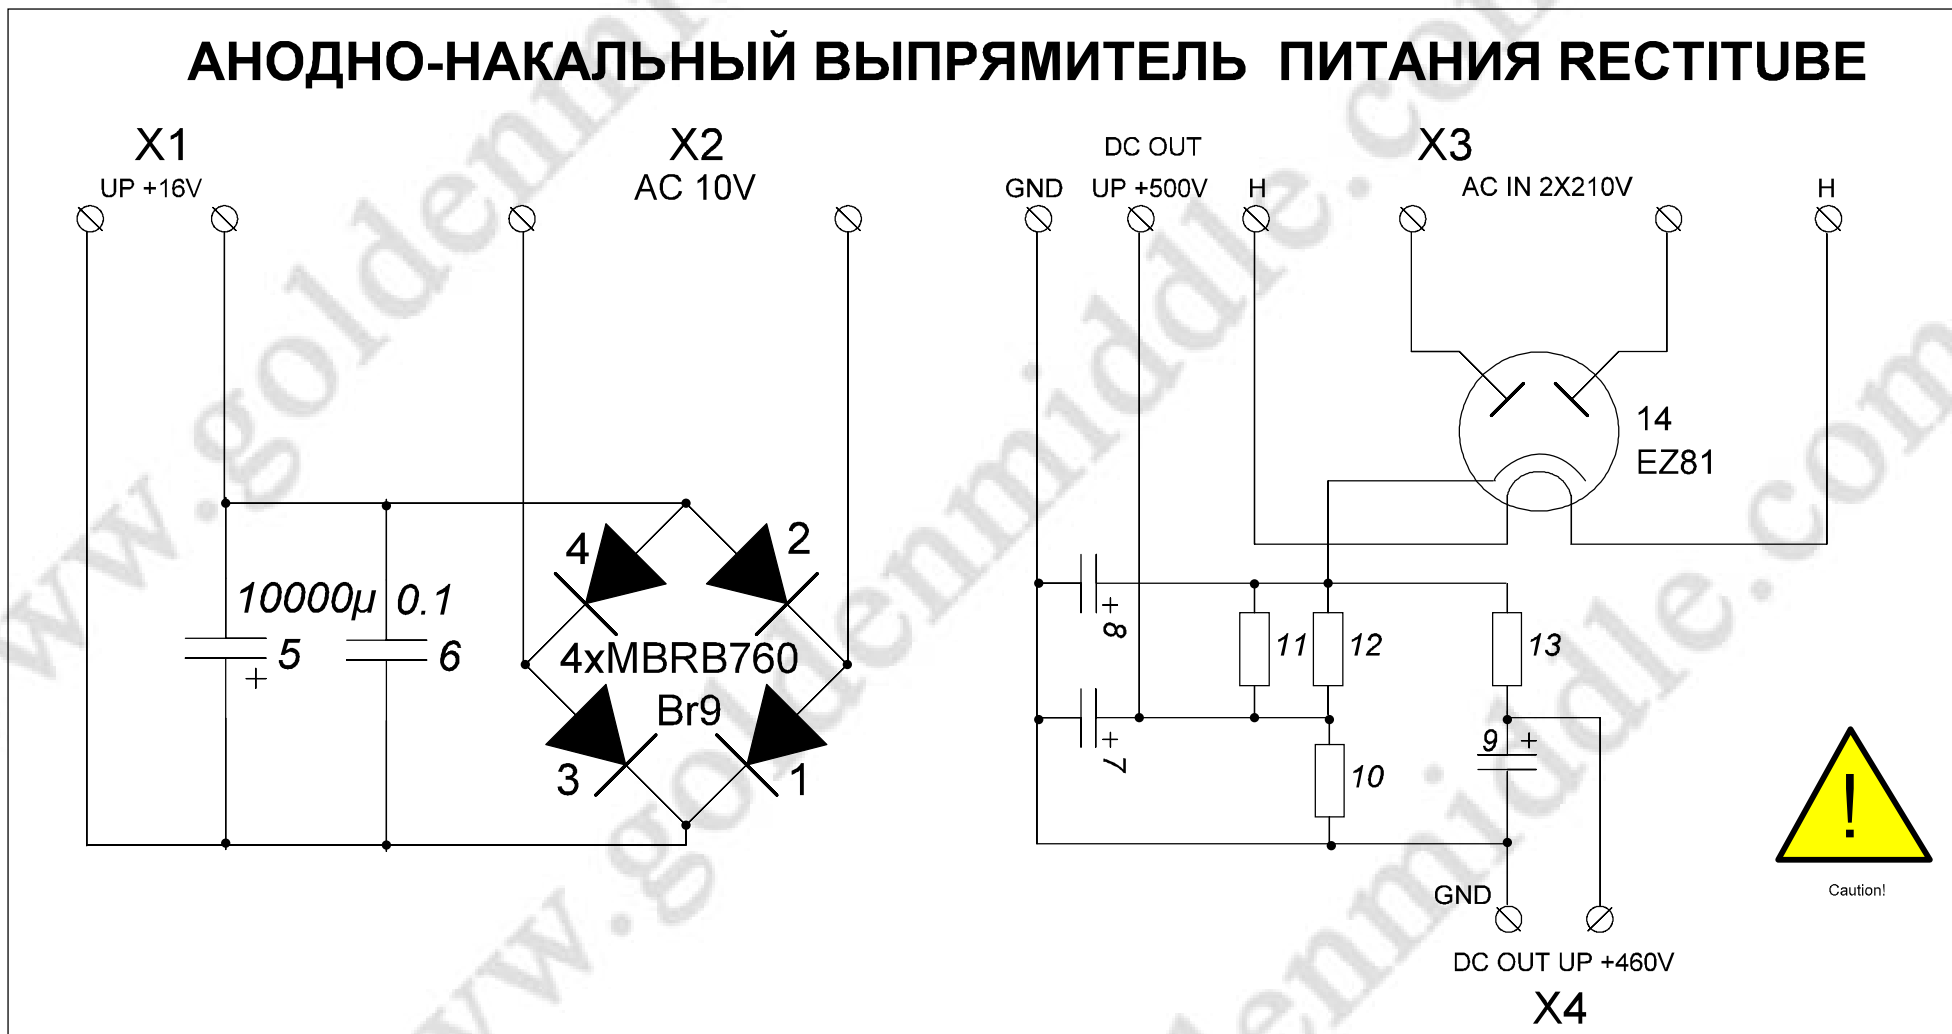 АНОДНО-НАКАЛЬНЫЙ ВЫПРЯМИТЕЛЬ ПИТАНИЯ RECTITUBE
X1
UP +16V
X2
AC 10V
DC OUT
GND UP +500V H
X3
AC IN 2X210V
H
14
EZ81
4
2
10000µ
0.1
5
+
6
4xMBRB760
Br9
3
1
+
8
11
12
13
+
7
10
9 +
!
Caution!
GND
DC OUT UP +460V
X4
www.goldenmiddle.com
www.goldenmiddle.com
enmiddle.com